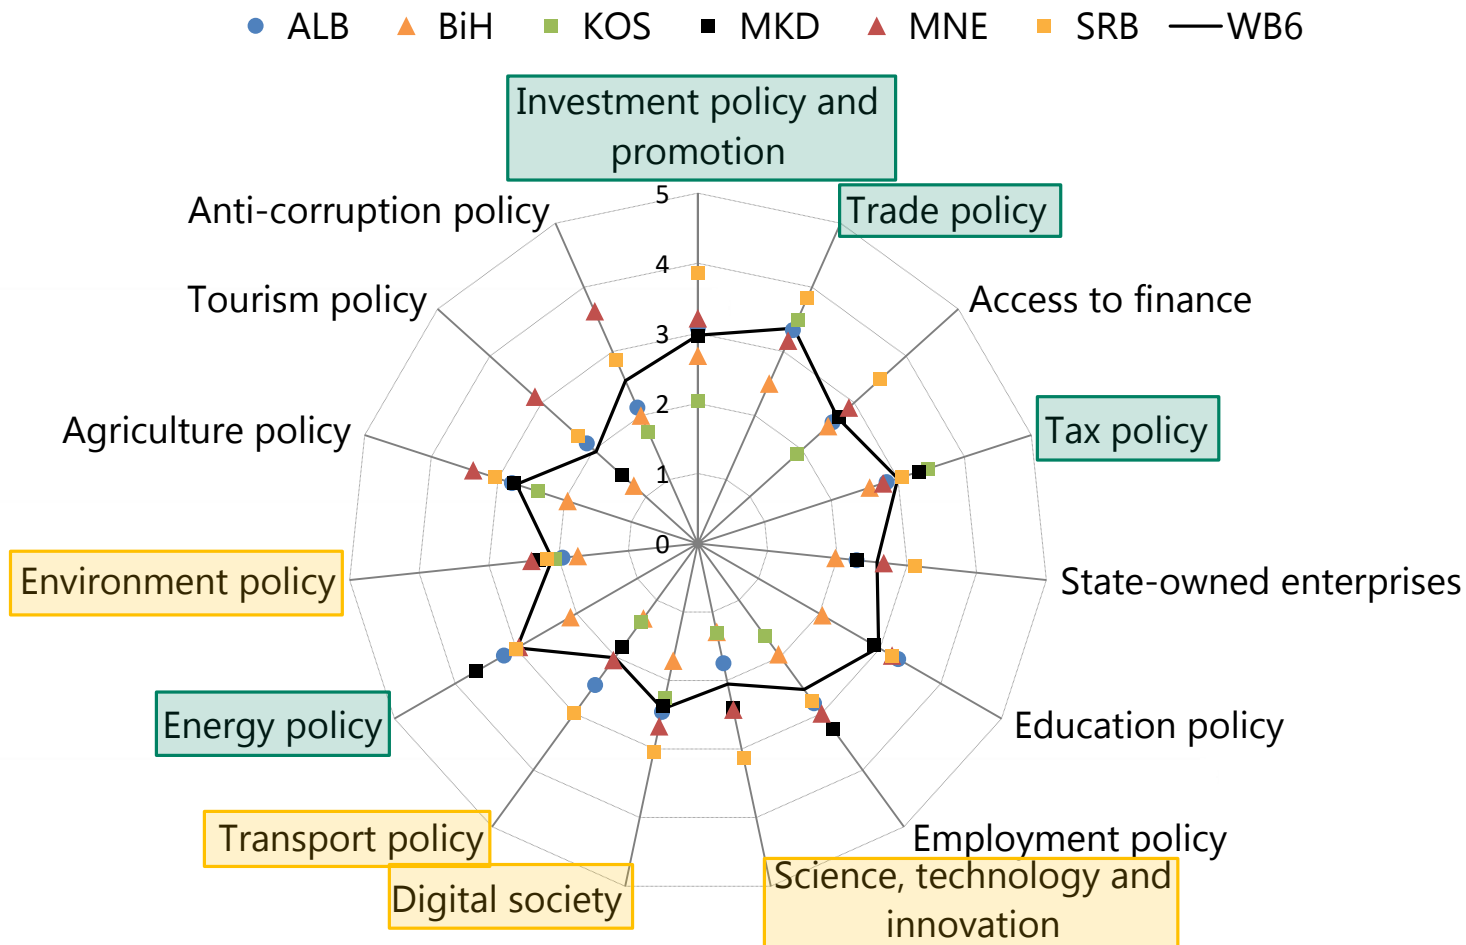 ALB BiH KOS MKD MNE SRB WB6
Investment policy and
promotion
Trade policy
Access to finance
Tax policy
State-owned enterprises
Education policy
Employment policy
Science, technology and
innovation
Digital society
Transport policy
Energy policy
Environment policy
Agriculture policy
Tourism policy
Anti-corruption policy
5
4
3
2
1
0